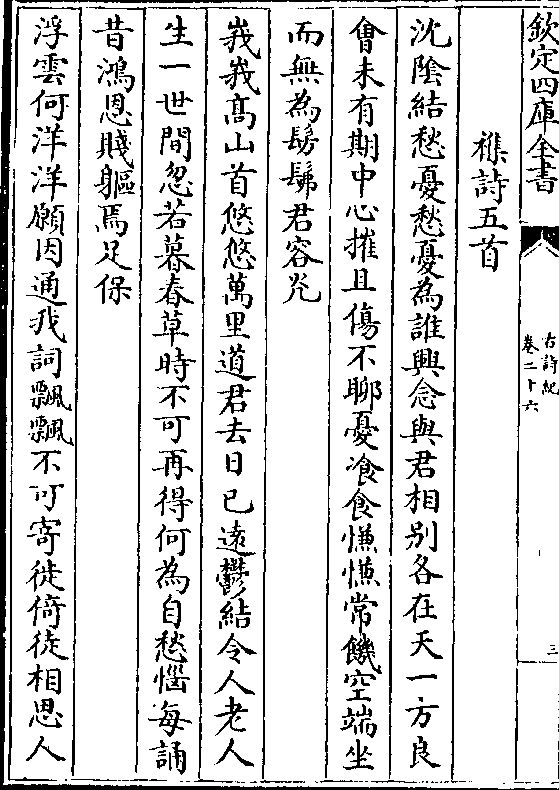 欽定四庫全書
古詩紀
卷二十六
三
襍詩五首
沈陰結愁憂愁憂為誰興念與君相别各在天一方良
會未有期中心摧且傷不聊憂湌食慊慊常饑空端坐
而無為髣髴君容光
峩峩髙山首悠悠萬里道君去日已逺鬱結令人老人
生一世間忽若暮春草時不可再得何為自愁惱每誦
昔鴻恩賤軀焉足保
浮雲何洋洋願因通我詞飄飄不可寄徙倚徒相思人